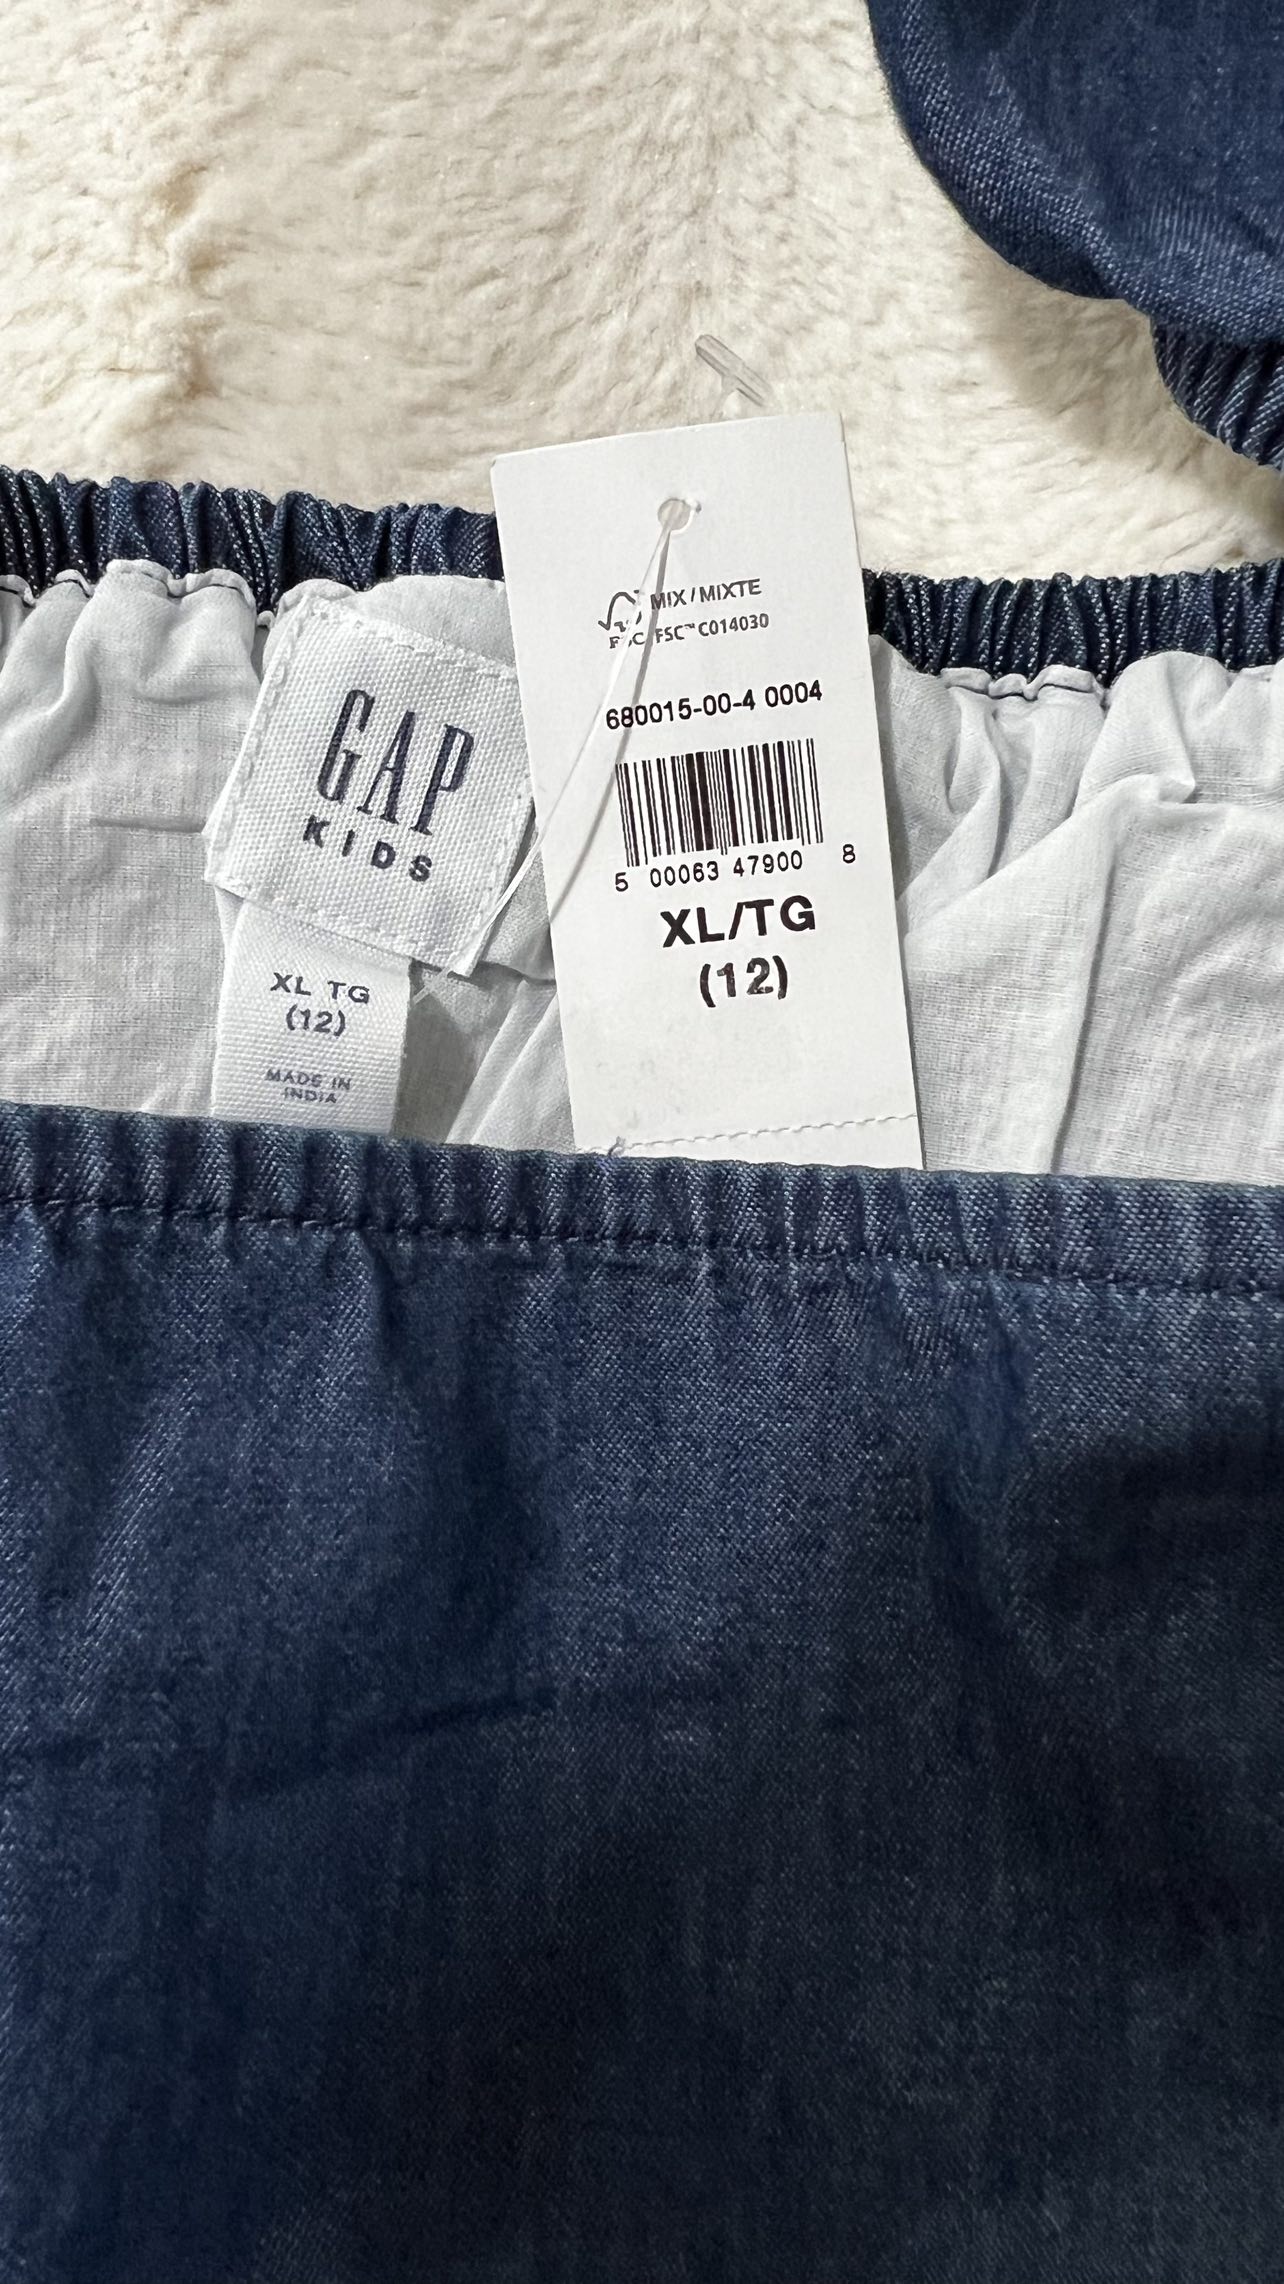 MIX / MIXTE
FSC FSC™ C014030
680015-00-4 0004
5 00063 47900 8
XL/TG
(12)
GAP
KIDS
XL TG
(12)
MADE IN
INDIA